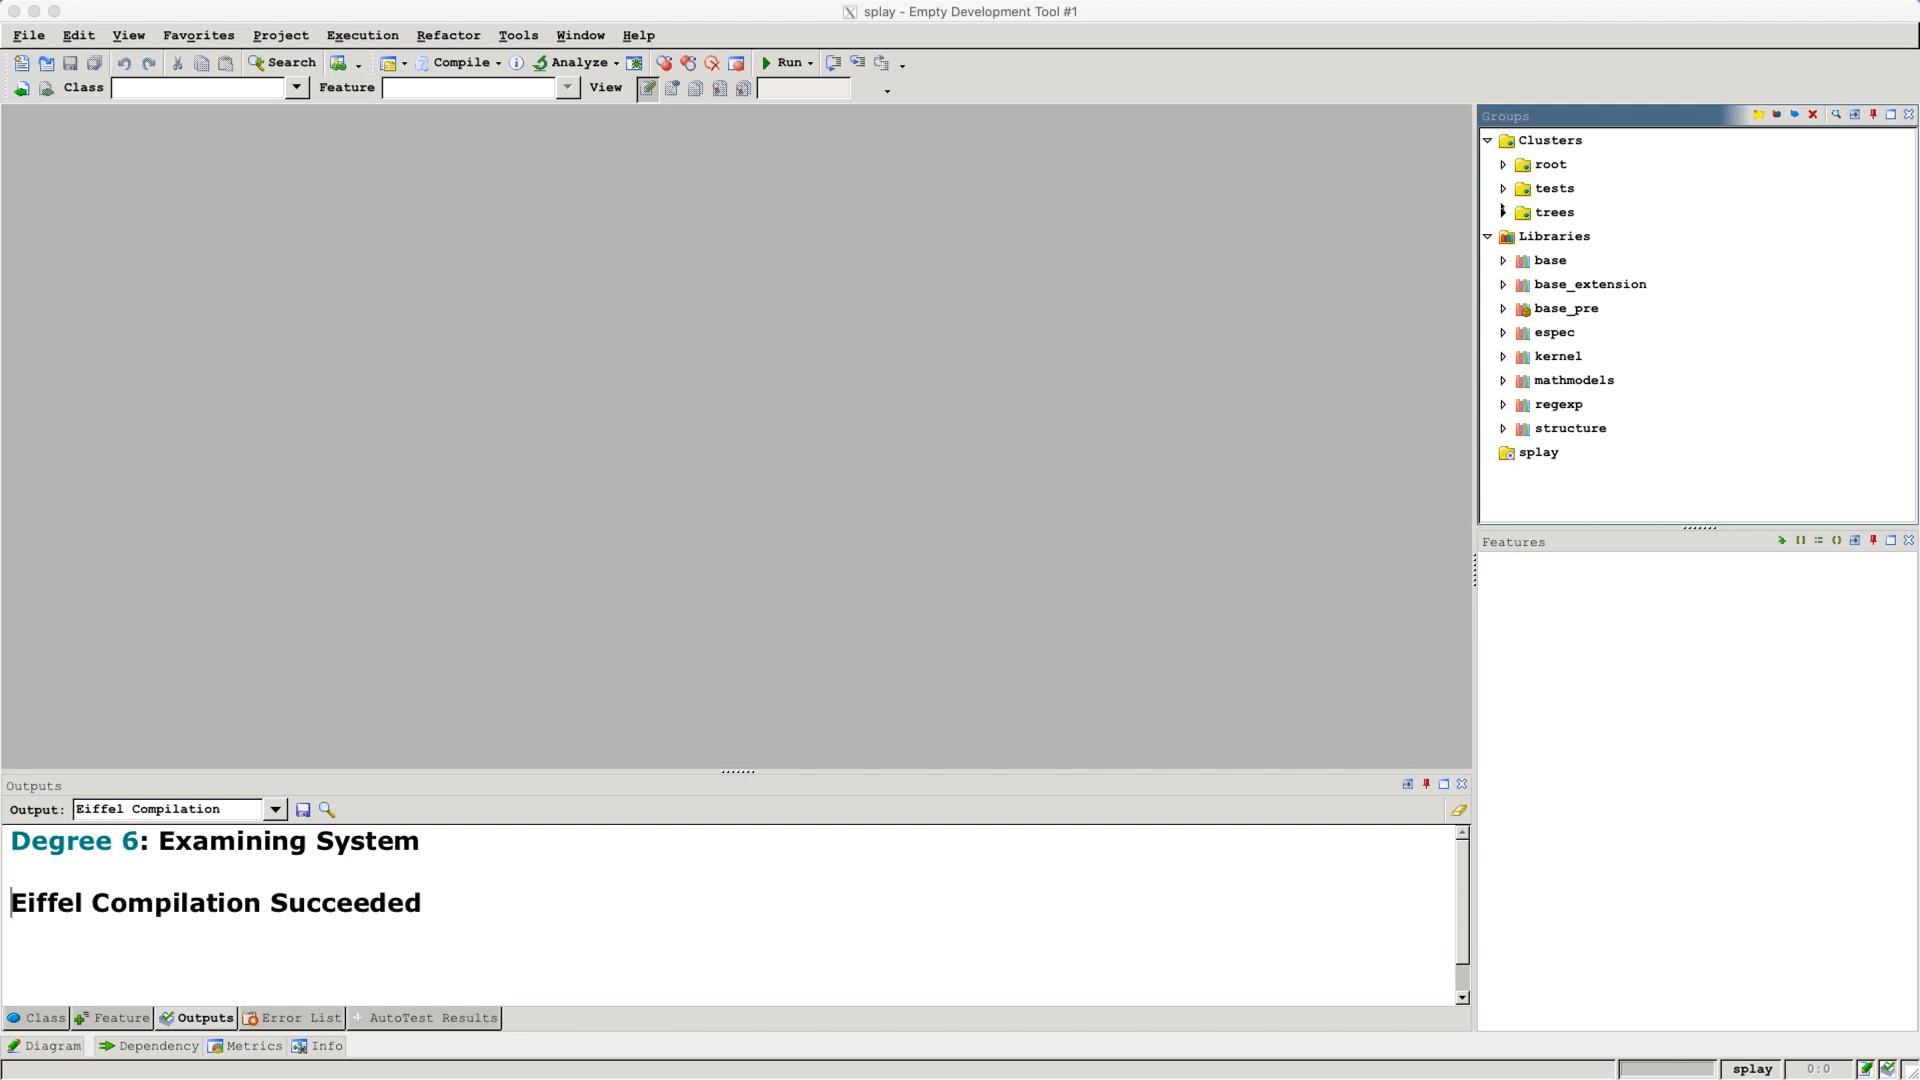 splay - Empty Development Tool #1
File Edit View Favorites Project Execution Refactor Tools Window Help
Search Compile Analyze Run
Class Feature View
Groups
Clusters
root
tests
trees
Libraries
base
base_extension
base_pre
espec
kernel
mathmodels
regexp
structure
splay
Features
Outputs
Output: Eiffel Compilation
Degree 6: Examining System
Eiffel Compilation Succeeded
Class Feature Outputs Error List AutoTest Results
Diagram Dependency Metrics Info
splay 0:0